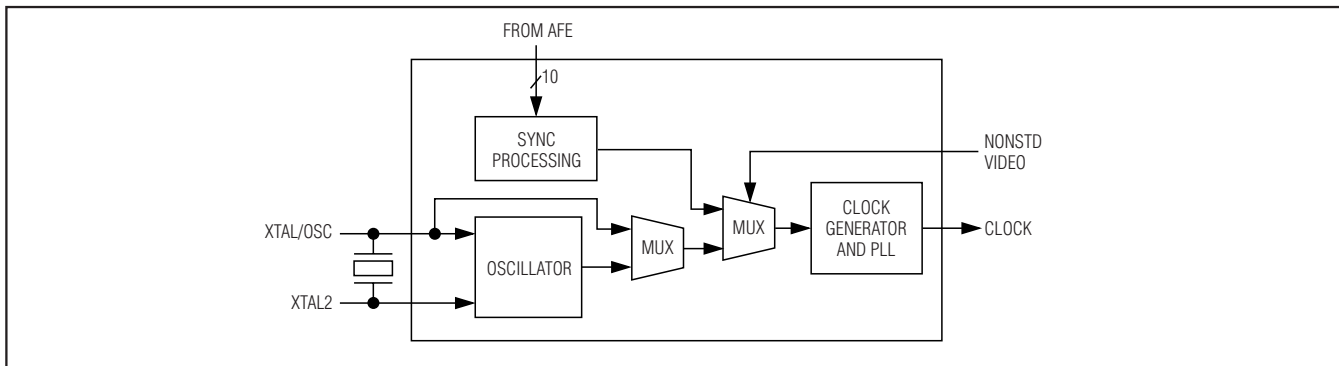 FROM AFE
10
SYNC
PROCESSING
NONSTD
VIDEO
XTAL/OSC
OSCILLATOR
MUX
MUX
CLOCK
GENERATOR
AND PLL
CLOCK
XTAL2